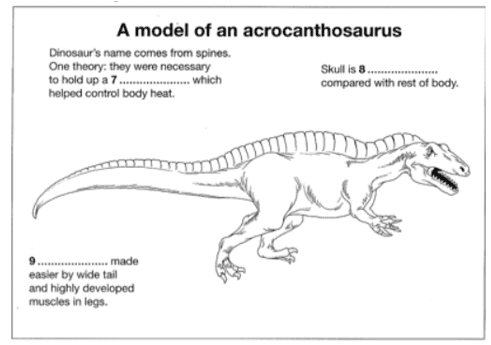 A model of an acrocanthosaurus
Dinosaur's name comes from spines.
One theory: they were necessary
to hold up a 7 ..................... which
helped control body heat.
Skull is 8 .....................
compared with rest of body.
9 ..................... made
easier by wide tail
and highly developed
muscles in legs.